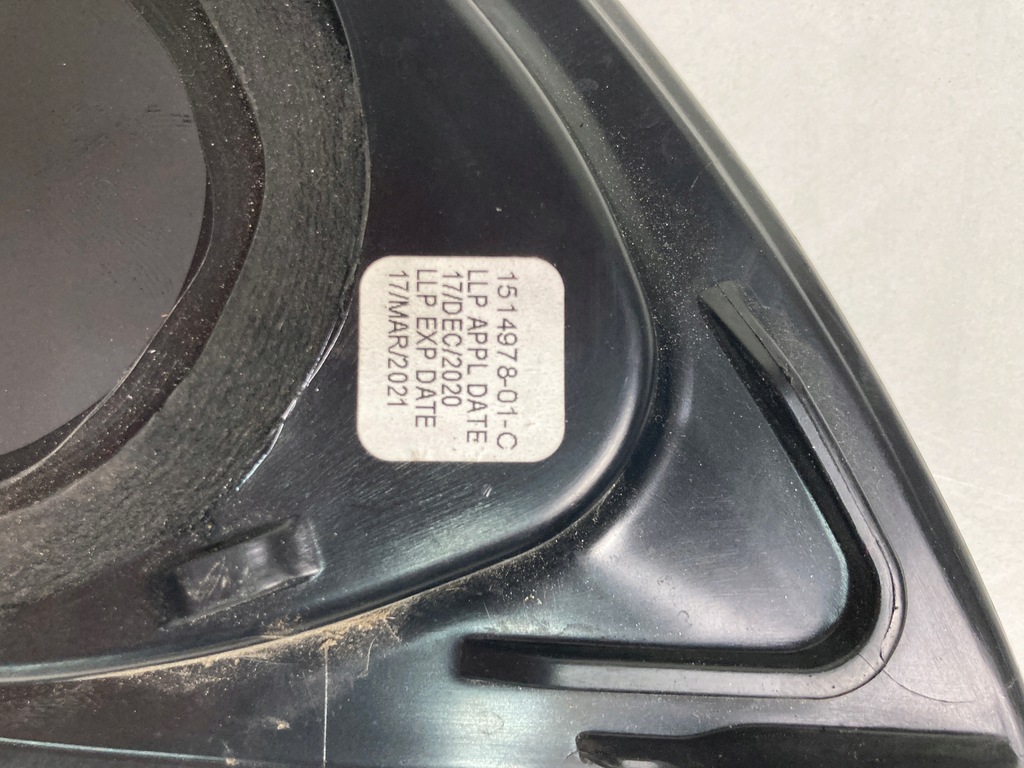 1514978-01-C
LLP APPL DATE
17/DEC/2020
LLP EXP DATE
17/MAR/2021